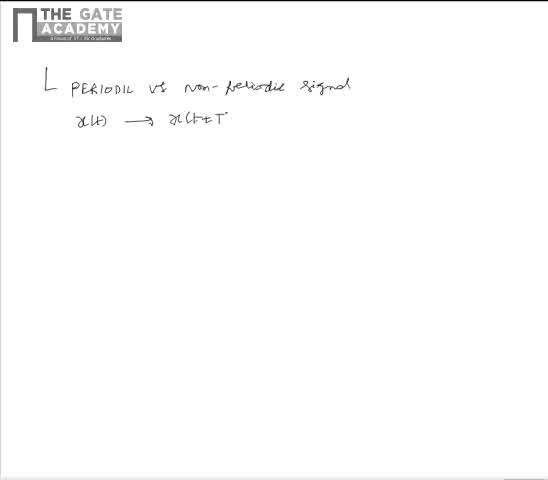 THE GATE
ACADEMY
PERIODIC vs non-periodic signal
x(t) → x(t+T